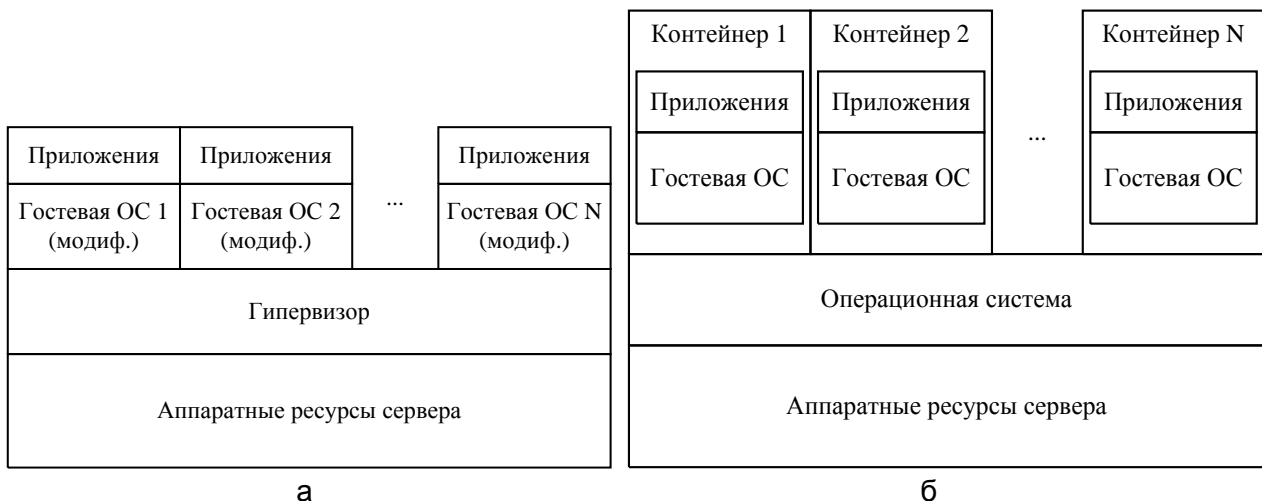 Приложения
Приложения
...
Приложения
Гостевая ОС 1
(модиф.)
Гостевая ОС 2
(модиф.)
Гостевая ОС N
(модиф.)
Гипервизор
Аппаратные ресурсы сервера
а
Контейнер 1
Контейнер 2
Контейнер N
Приложения
Приложения
...
Приложения
Гостевая ОС
Гостевая ОС
Гостевая ОС
Операционная система
Аппаратные ресурсы сервера
б